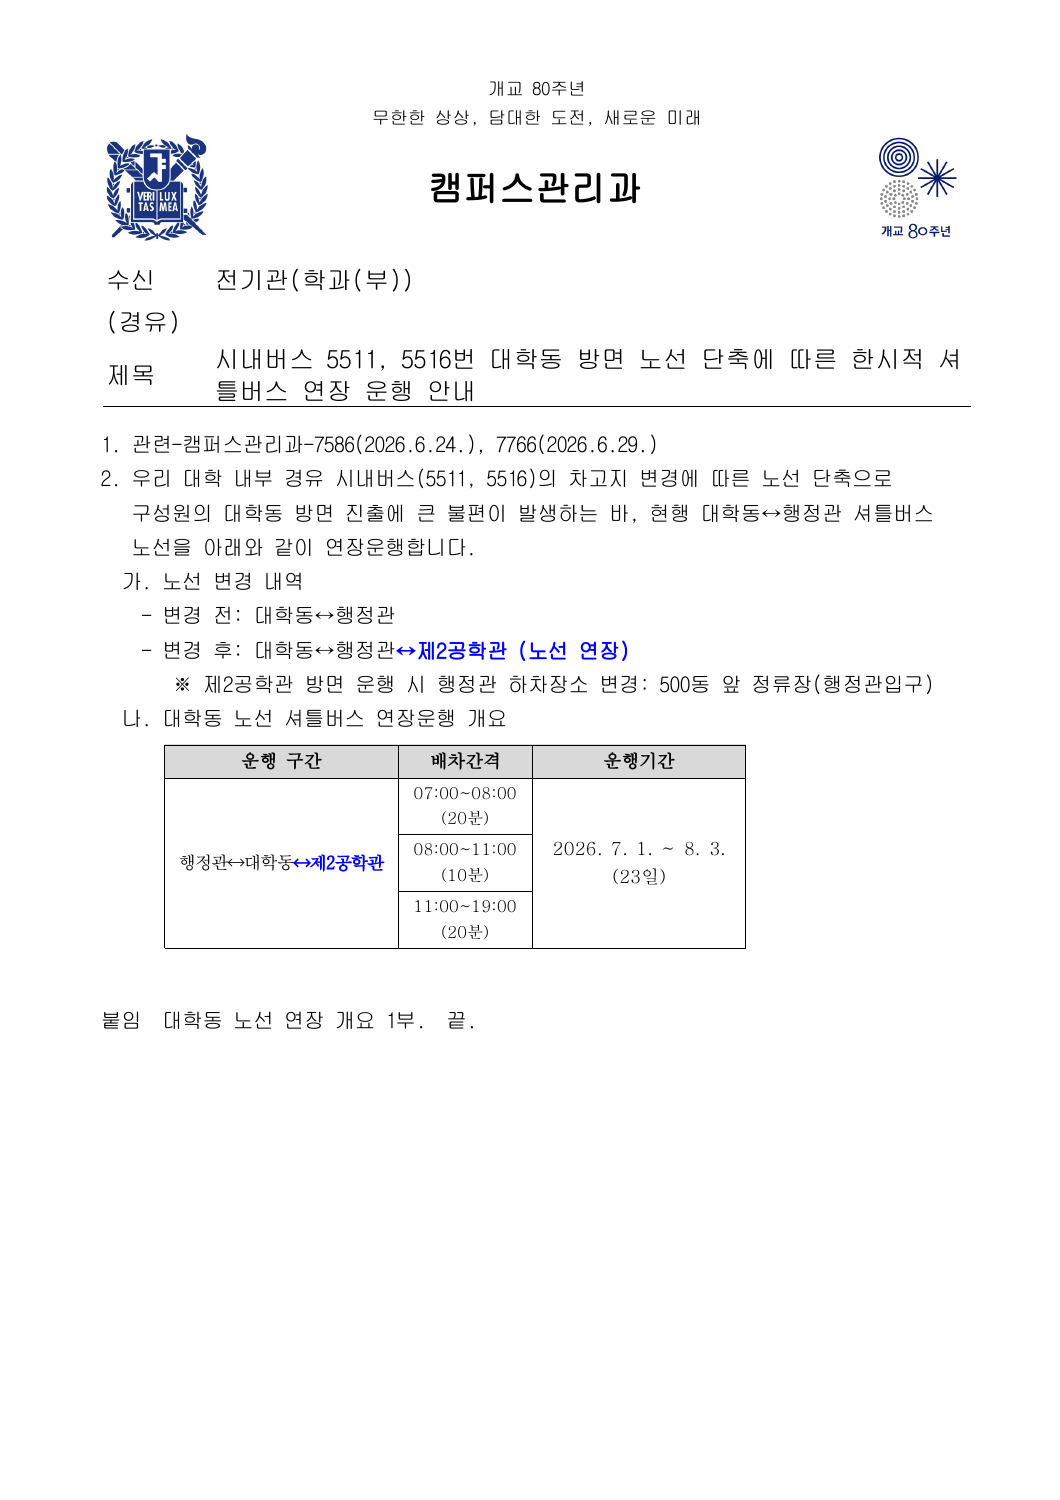 개교 80주년
무한한 상상, 담대한 도전, 새로운 미래
VERI LUX
TAS MEA
캠퍼스관리과
개교 80주년
수신 전기관(학과(부))
(경유)
제목 시내버스 5511, 5516번 대학동 방면 노선 단축에 따른 한시적 셔
틀버스 연장 운행 안내
1. 관련-캠퍼스관리과-7586(2026.6.24.), 7766(2026.6.29.)
2. 우리 대학 내부 경유 시내버스(5511, 5516)의 차고지 변경에 따른 노선 단축으로
구성원의 대학동 방면 진출에 큰 불편이 발생하는 바, 현행 대학동↔행정관 셔틀버스
노선을 아래와 같이 연장운행합니다.
가. 노선 변경 내역
- 변경 전: 대학동↔행정관
- 변경 후: 대학동↔행정관↔제2공학관 (노선 연장)
※ 제2공학관 방면 운행 시 행정관 하차장소 변경: 500동 앞 정류장(행정관입구)
나. 대학동 노선 셔틀버스 연장운행 개요
운행 구간 배차간격 운행기간
07:00~08:00
(20분)
08:00~11:00
(10분)
11:00~19:00
(20분)
행정관↔대학동↔제2공학관
2026. 7. 1. ~ 8. 3.
(23일)
붙임 대학동 노선 연장 개요 1부. 끝.